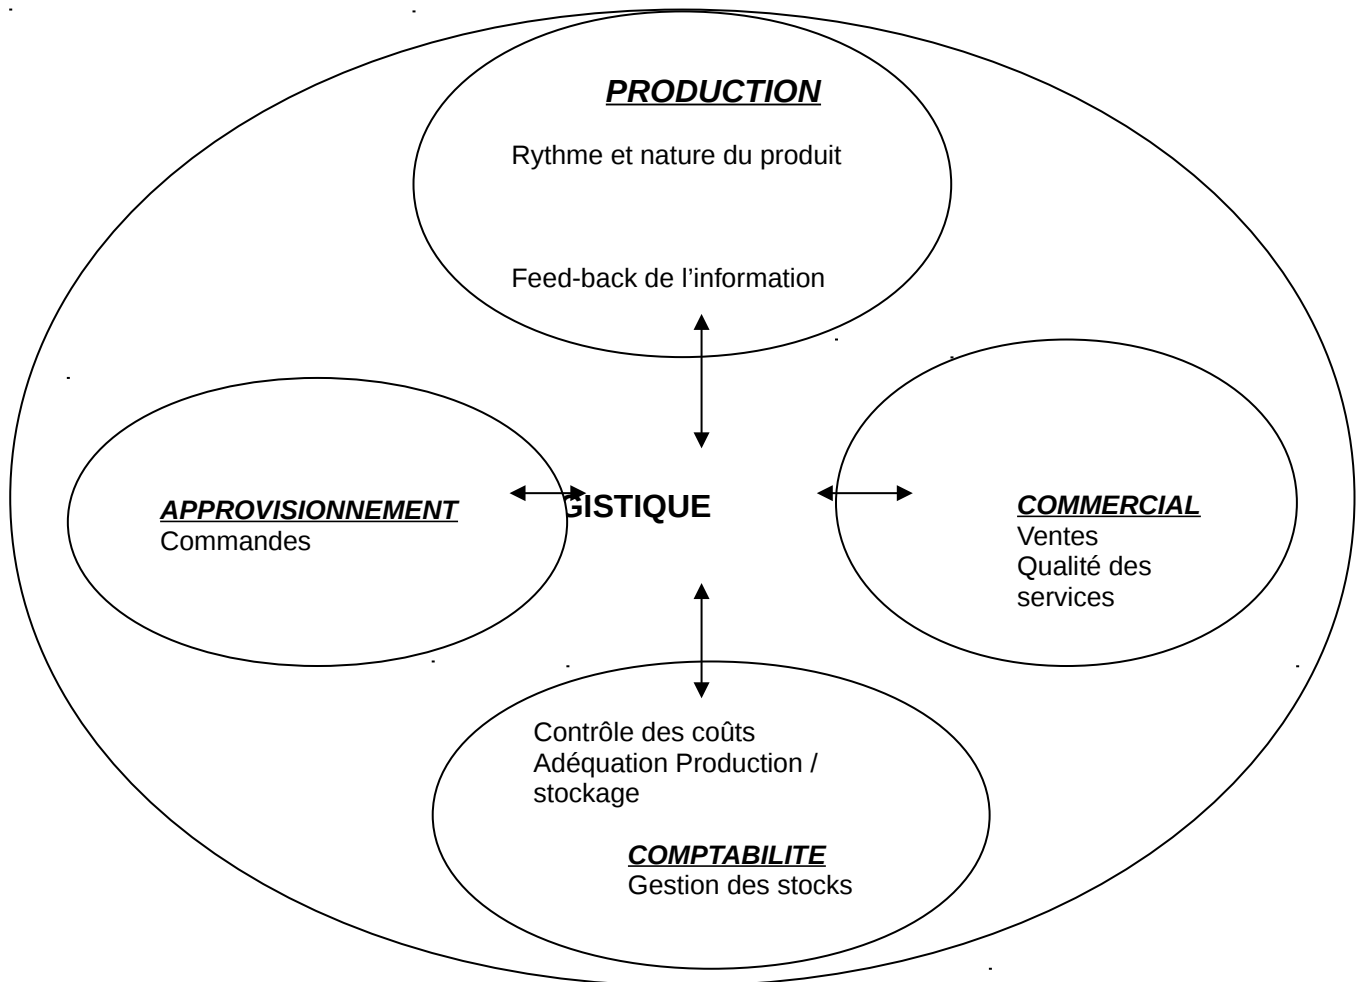 PRODUCTION
Rythme et nature du produit
Feed-back de l’information
APPROVISIONNEMENT
Commandes
GISTIQUE
COMMERCIAL
Ventes
Qualité des
services
Contrôle des coûts
Adéquation Production /
stockage
COMPTABILITE
Gestion des stocks